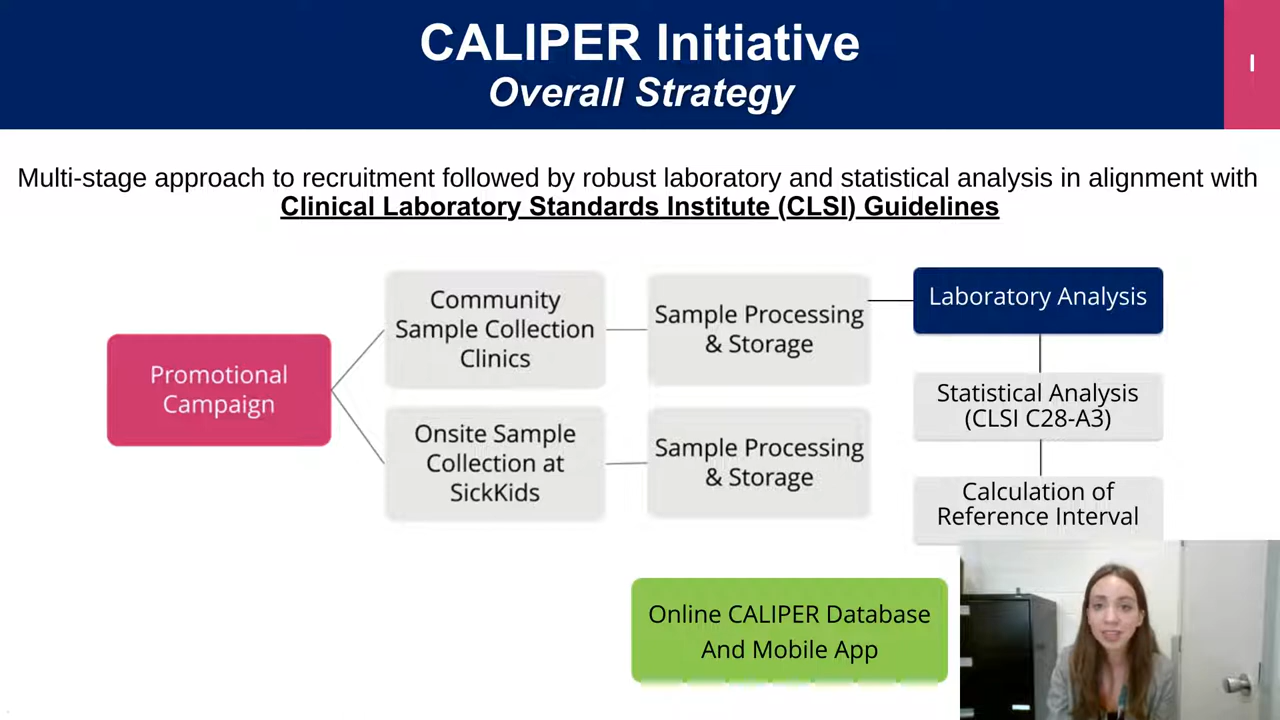 CALIPER Initiative
Overall Strategy
I
Multi-stage approach to recruitment followed by robust laboratory and statistical analysis in alignment with
Clinical Laboratory Standards Institute (CLSI) Guidelines
Promotional
Campaign
Community
Sample Collection
Clinics
Onsite Sample
Collection at
SickKids
Sample Processing
& Storage
Sample Processing
& Storage
Laboratory Analysis
Statistical Analysis
(CLSI C28-A3)
Calculation of
Reference Interval
Online CALIPER Database
And Mobile App